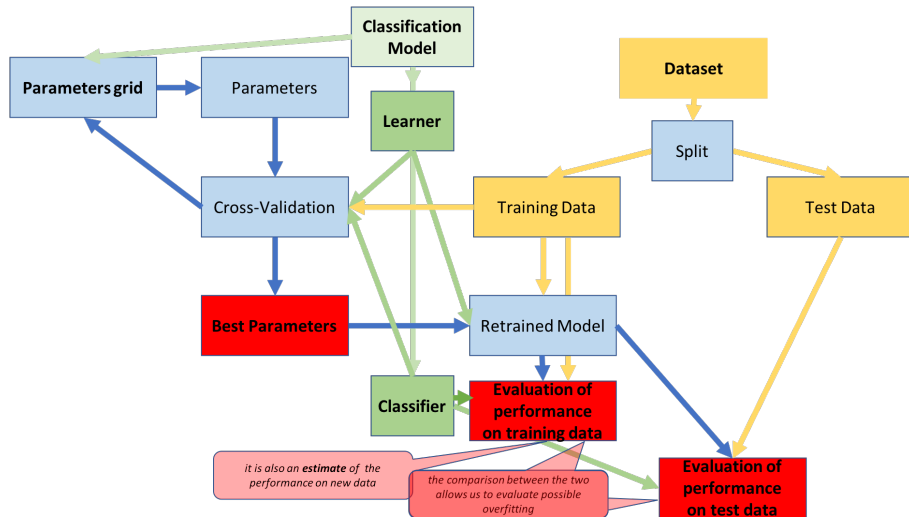 Classification
Model
Dataset
Parameters grid
Parameters
Learner
Split
Cross-Validation
Training Data
Test Data
Best Parameters
Retrained Model
Classifier
Evaluation of
performance
on training data
it is also an estimate of the
performance on new data
the comparison between the two
allows us to evaluate possible
overfitting
Evaluation of
performance
on test data